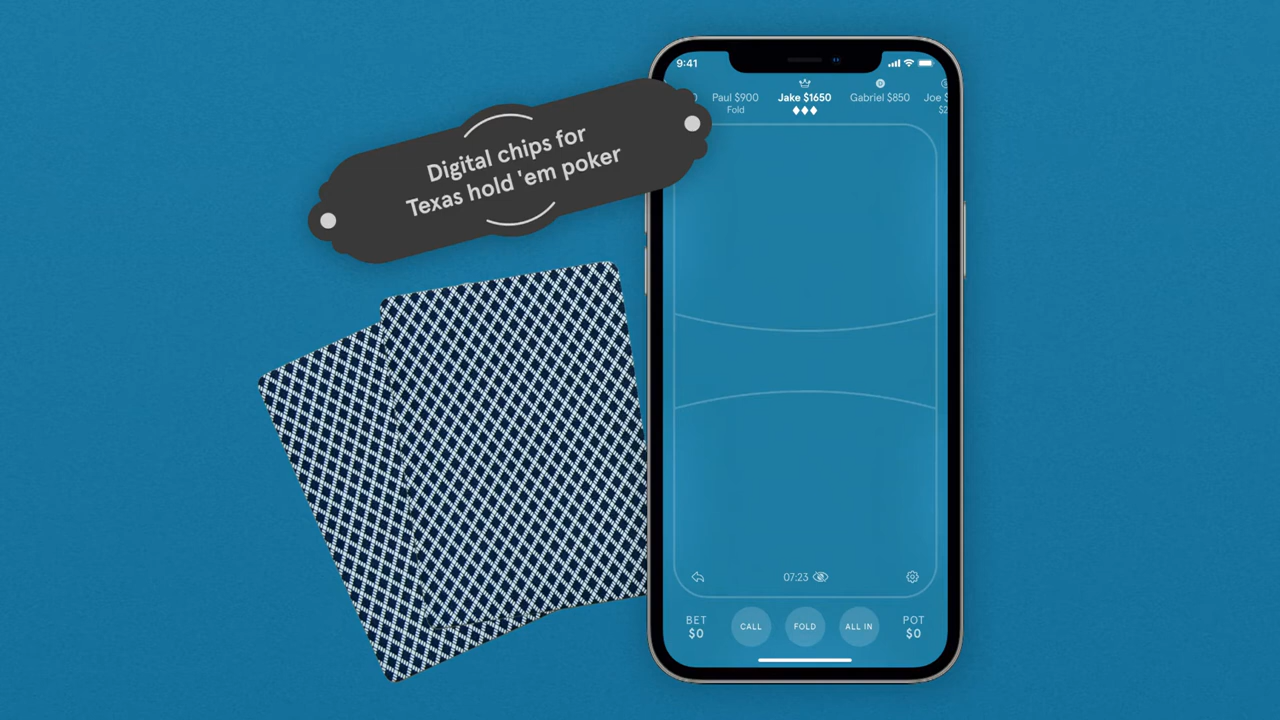 Digital chips for
Texas hold 'em poker
9:41
Paul $900
Fold
Jake $1650
Gabriel $850
D
Joe
07:23
BET
$0
CALL
FOLD
ALL IN
POT
$0